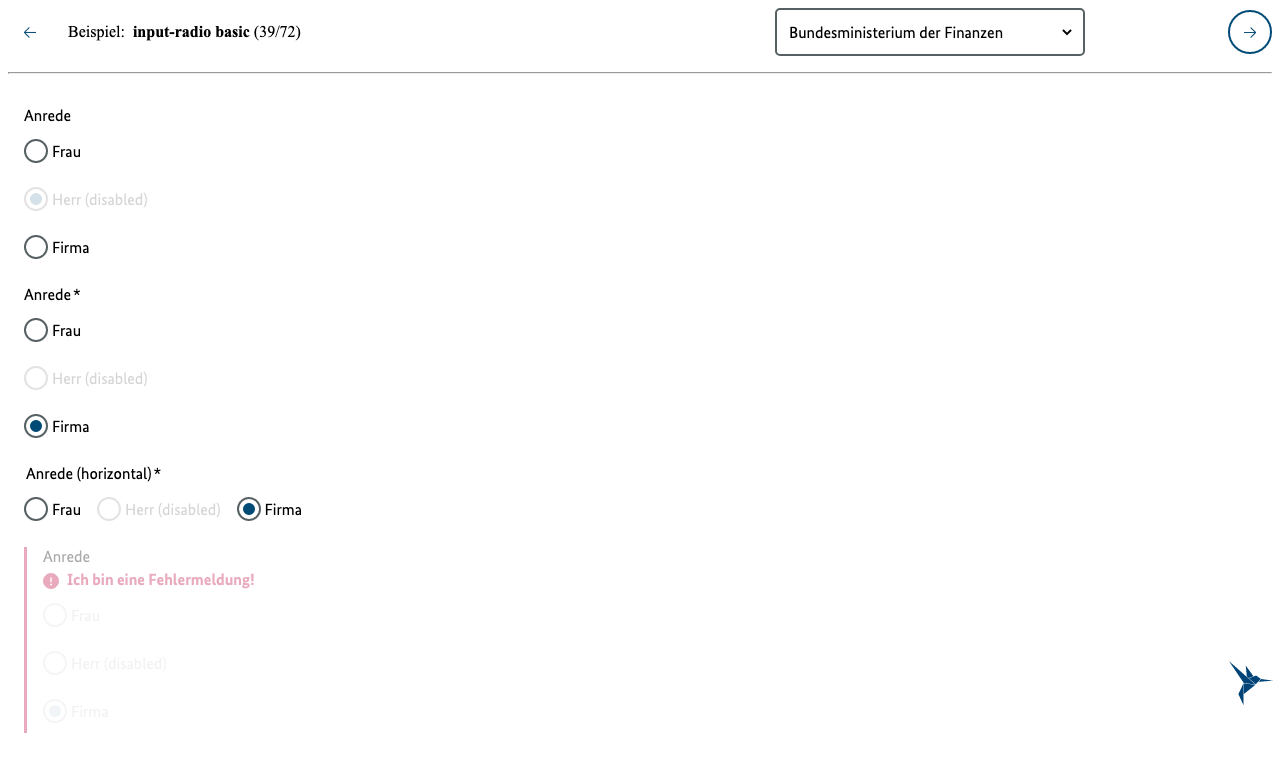 Beispiel: input-radio basic (39/72)
Bundesministerium der Finanzen
Anrede
Frau
Herr (disabled)
Firma
Anrede*
Frau
Herr (disabled)
Firma
Anrede (horizontal)*
Frau Herr (disabled) Firma
Anrede
Ich bin eine Fehlermeldung!
Frau
Herr (disabled)
Firma